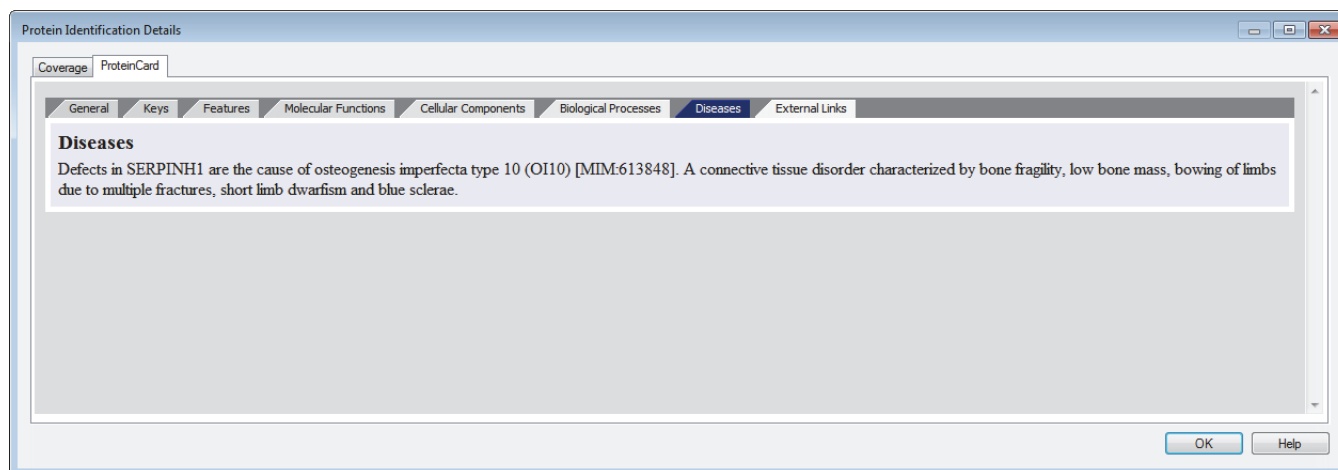 Protein Identification Details
Coverage ProteinCard
General Keys Features Molecular Functions Cellular Components Biological Processes Diseases External Links
Diseases
Defects in SERPINH1 are the cause of osteogenesis imperfecta type 10 (OI10) [MIM:613848]. A connective tissue disorder characterized by bone fragility, low bone mass, bowing of limbs
due to multiple fractures, short limb dwarfism and blue sclerae.
OK Help